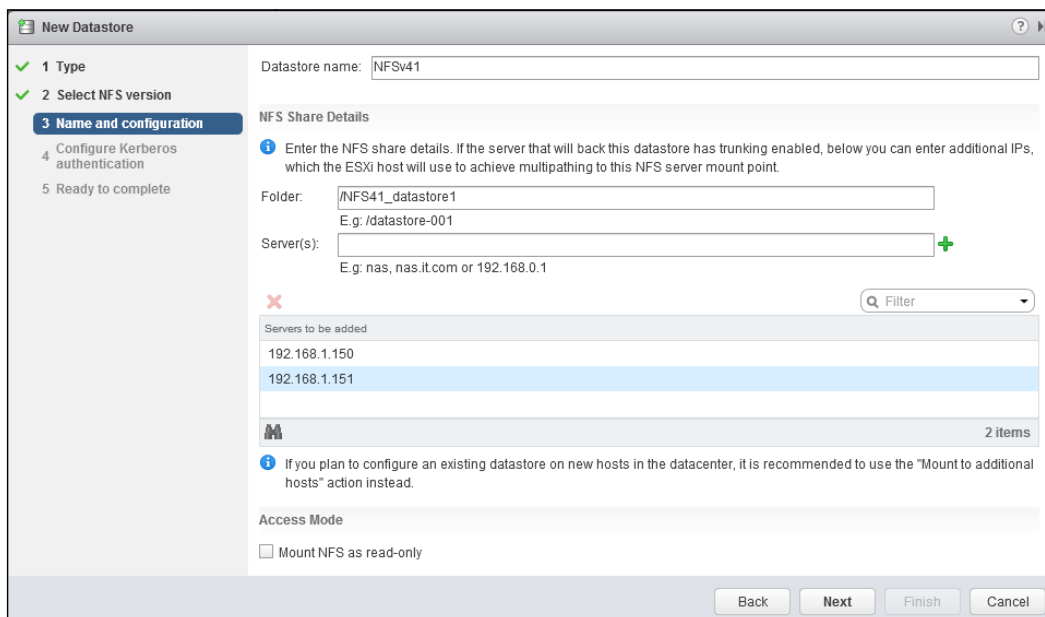 New Datastore
?
1 Type
2 Select NFS version
3 Name and configuration
4 Configure Kerberos
authentication
5 Ready to complete
Datastore name: NFSv41
NFS Share Details
Enter the NFS share details. If the server that will back this datastore has trunking enabled, below you can enter additional IPs,
which the ESXi host will use to achieve multipathing to this NFS server mount point.
Folder: /NFS41_datastore1
E.g: /datastore-001
Server(s):
E.g: nas, nas.it.com or 192.168.0.1
Filter
Servers to be added
192.168.1.150
192.168.1.151
2 items
If you plan to configure an existing datastore on new hosts in the datacenter, it is recommended to use the "Mount to additional
hosts" action instead.
Access Mode
Mount NFS as read-only
Back Next Finish Cancel